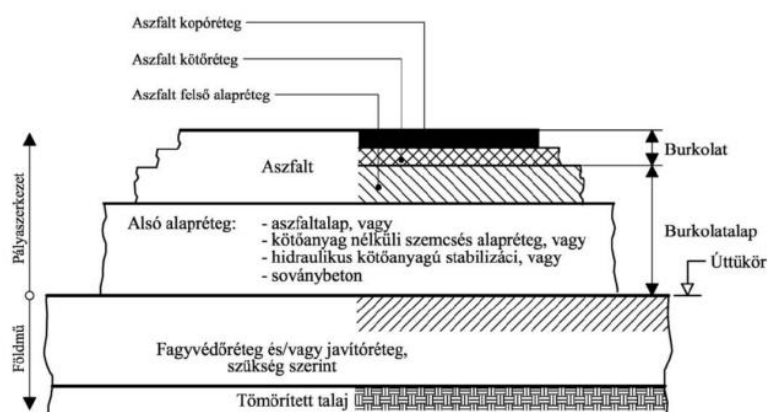 Aszfalt kopóréteg
Aszfalt kötőréteg
Aszfalt felső alapréteg
Aszfalt
Burkolat
Pályaszerkezet
Alsó alapréteg: - aszfaltalap, vagy
- kötőanyag nélküli szemcsés alapréteg, vagy
- hidraulikus kötőanyagú stabilizáci, vagy
- soványbeton
Burkolatalap
Úttükör
Földmű
Fagyvédőréteg és/vagy javítóréteg,
szükség szerint
Tömörített talaj